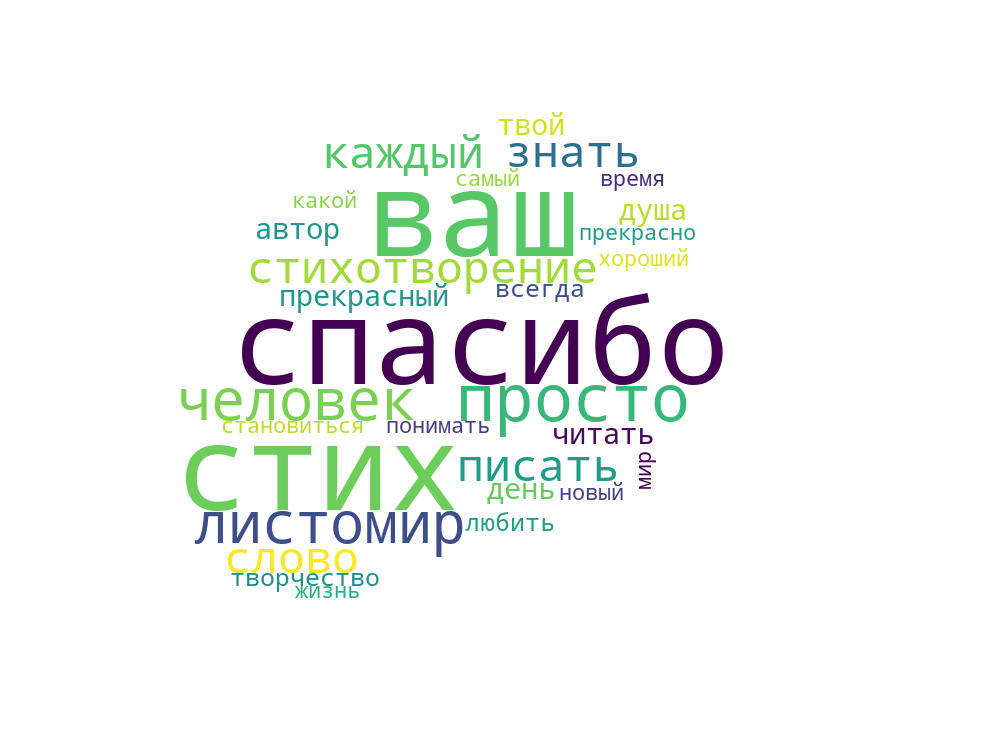 твой
каждый знать
самый время
какой ваш душа
автор прекрасно
стихотворение хороший
прекрасный всегда
спасибо
человек просто
становиться понимать читать
стих писать мир
день новый
листомир любить
слово
творчество
жизнь